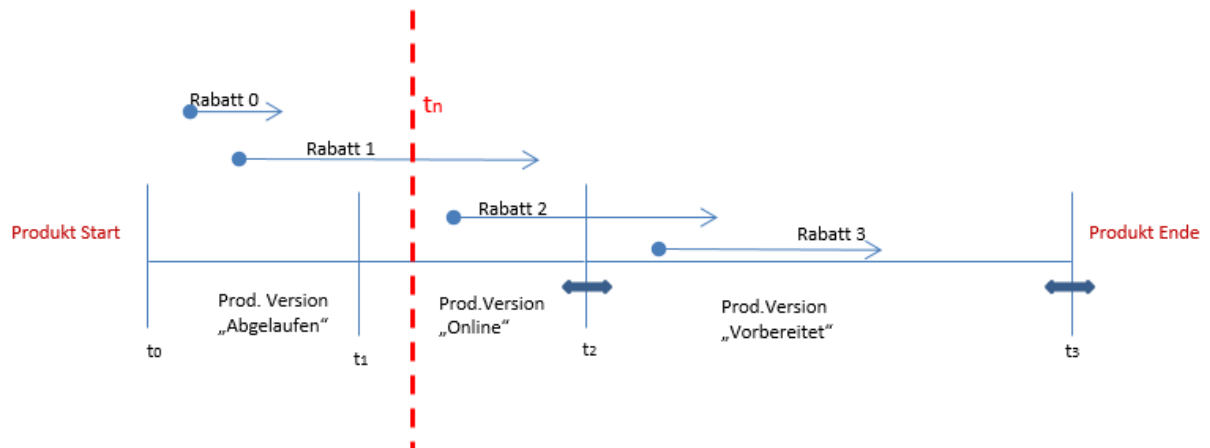 Rabatt 0
tn
Rabatt 1
Rabatt 2
Produkt Start
Rabatt 3
Produkt Ende
Prod. Version
„Abgelaufen“
Prod.Version
„Online“
Prod.Version
„Vorbereitet“
t0
t1
t2
t3